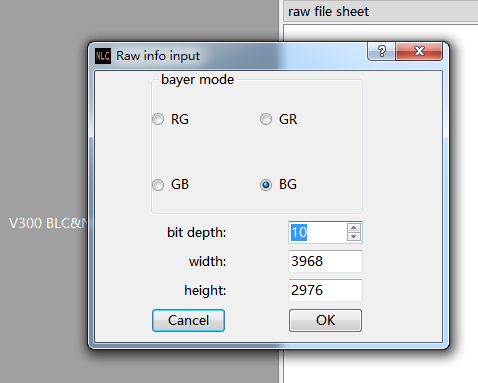 raw file sheet
NLC Raw info input
bayer mode
RG GR
GB BG
V300 BLC&N
bit depth: 10
width: 3968
height: 2976
Cancel OK